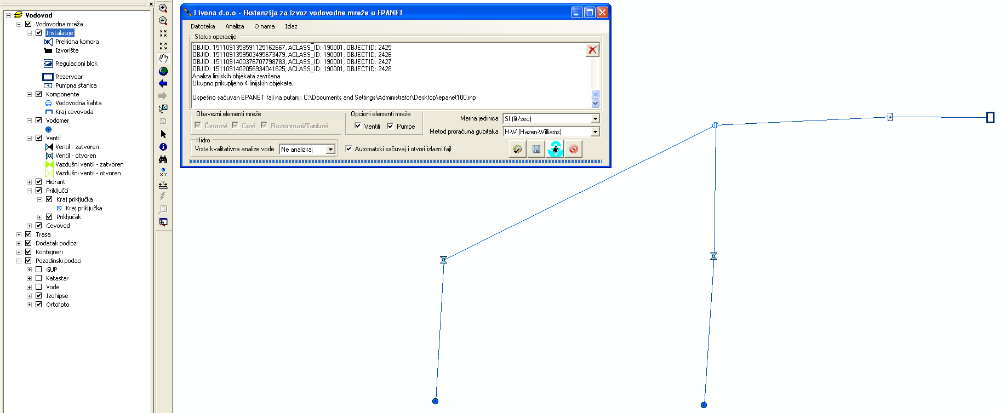 Vodovod
Vodovodna mreža
Instalacije
Prekidna komora
Izvorište
Regulacioni blok
Rezervoar
Pumpna stanica
Komponente
Vodovodna šahta
Kraj cevovoda
Vodomer
Ventil
Ventil - zatvoren
Ventil - otvoren
Vazdušni ventil - zatvoren
Vazdušni ventil - otvoren
Hidrant
Priključci
Kraj priključka
Kraj priključka
Priključak
Cevovod
Trasa
Dodatak podlozi
Kontejneri
Pozadinski podaci
GUP
Katastar
Vode
Izohipse
Ortofoto
XY
Livona d.o.o - Ekstenzija za izvoz vodovodne mreže u EPANET
Datoteka Analiza O nama Izlaz
Status operacije
OBJID: 1511091358591125162667, ACLASS_ID: 190001, OBJECTID: 2425
OBJID: 1511091359503495673479, ACLASS_ID: 190001, OBJECTID: 2426
OBJID: 1511091400376707798783, ACLASS_ID: 190001, OBJECTID: 2427
OBJID: 1511091402056934041625, ACLASS_ID: 190001, OBJECTID: 2428
Analiza linijskih objekata završena.
Ukupno prikupljeno 4 linijskih objekata.
Uspešno sačuvan EPANET fajl na putanji: C:\Documents and Settings\Administrator\Desktop\epanet100.inp
Obavezni elementi mreže
Čvorovi Cevi Rezervoari/Tankovi
Opcioni elementi mreže
Ventili Pumpe
Merna jedinica SI (lit/sec)
Metod proračuna gubitaka H-W (Hazen-Williams)
Hidro
Vrsta kvalitativne analize vode Ne analiziraj
Automatski sačuvaj i otvori izlazni fajl